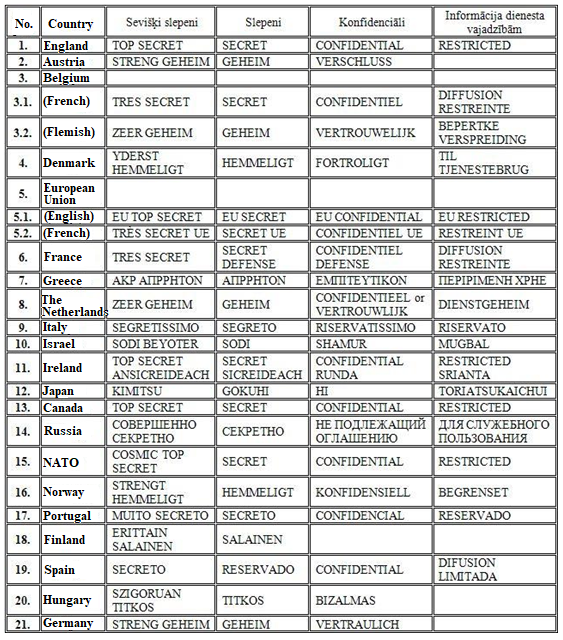 No. Country Sevišķi slepeni Slepeni Konfidenciāli Informācija dienesta
vajadzībām
1. England TOP SECRET SECRET CONFIDENTIAL RESTRICTED
2. Austria STRENG GEHEIM GEHEIM VERSCHLUSS
3. Belgium
3.1. (French) TRES SECRET SECRET CONFIDENTIEL DIFFUSION
RESTREINTE
3.2. (Flemish) ZEER GEHEIM GEHEIM VERTROUWELIJK BEPERTKE
VERSPREIDING
4. Denmark YDERST
HEMMELIGT HEMMELIGT FORTROLIGT TIL
TJENESTEBRUG
5. European
Union
5.1. (English) EU TOP SECRET EU SECRET EU CONFIDENTIAL EU RESTRICTED
5.2. (French) TRÈS SECRET UE SECRET UE CONFIDENTIEL UE RESTREINT UE
6. France TRES SECRET SECRET
DEFENSE CONFIDENTIEL
DEFENSE DIFFUSION
RESTREINTE
7. Greece ΑΚΡ ΑΠΡΡΗΤΟΝ ΑΠΡΡΗΤΟΝ ΕΜΠΙΤΕΥΤΙΚΟΝ ΠΕΡΙΡΙΜΕΝΗ ΧΡΗΕ
8. The
Netherlands ZEER GEHEIM GEHEIM CONFIDENTIEEL or
VERTROUWLIJK DIENSTGEHEIM
9. Italy SEGRETISSIMO SEGRETO RISERVATISSIMO RISERVATO
10. Israel SODI BEYOTER SODI SHAMUR MUGBAL
11. Ireland TOP SECRET
ANSICREIDEACH SECRET
SICREIDEACH CONFIDENTIAL
RUNDA RESTRICTED
SRIANTA
12. Japan KIMITSU GOKUHI HI TORIATSUKAICHUI
13. Canada TOP SECRET SECRET CONFIDENTIAL RESTRICTED
14. Russia СОВЕРШЕННО
СЕКРЕТНО СЕКРЕТНО НЕ ПОДЛЕЖАЩИЙ
ОГЛАШЕНИЮ ДЛЯ СЛУЖЕБНОГО
ПОЛЬЗОВАНИЯ
15. NATO COSMIC TOP
SECRET SECRET CONFIDENTIAL RESTRICTED
16. Norway STRENGT
HEMMELIGT HEMMELIGT KONFIDENSIELL BEGRENSET
17. Portugal MUITO SECRETO SECRETO CONFIDENCIAL RESERVADO
18. Finland ERITTAIN
SALAINEN SALAINEN
19. Spain SECRETO RESERVADO CONFIDENTIAL DIFUSION
LIMITADA
20. Hungary SZIGORUAN
TITKOS TITKOS BIZALMAS
21. Germany STRENG GEHEIM GEHEIM VERTRAULICH